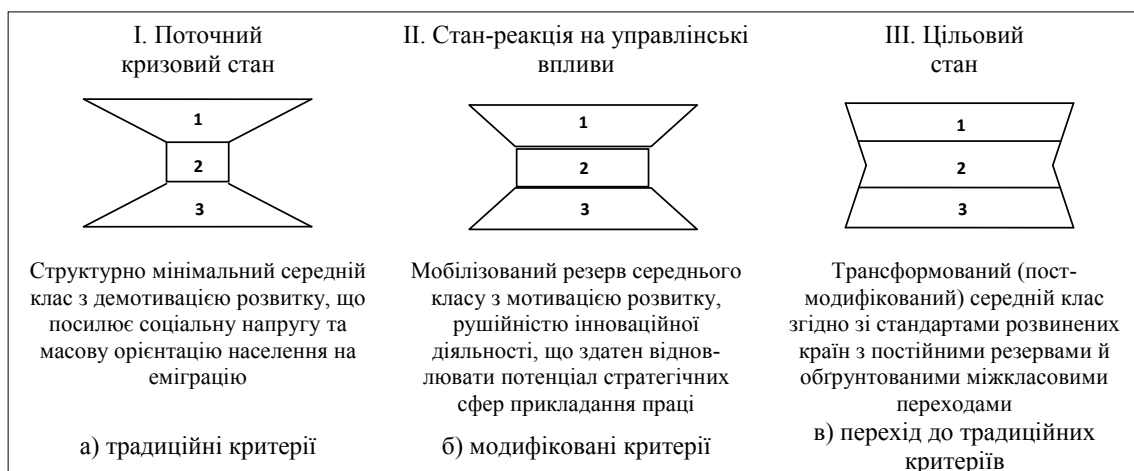 І. Поточний
кризовий стан
1
2
3
Структурно мінімальний середній
клас з демотивацією розвитку, що
посилює соціальну напругу та
масову орієнтацію населення на
еміграцію
а) традиційні критерії
ІІ. Стан-реакція на управлінські
впливи
1
2
3
Мобілізований резерв середнього
класу з мотивацією розвитку,
рушійністю інноваційної
діяльності, що здатен віднов-
лювати потенціал стратегічних
сфер прикладання праці
б) модифіковані критерії
ІІІ. Цільовий
стан
1
2
3
Трансформований (пост-
модифікований) середній клас
згідно зі стандартами розвинених
країн з постійними резервами й
обґрунтованими міжкласовими
переходами
в) перехід до традиційних
критеріїв